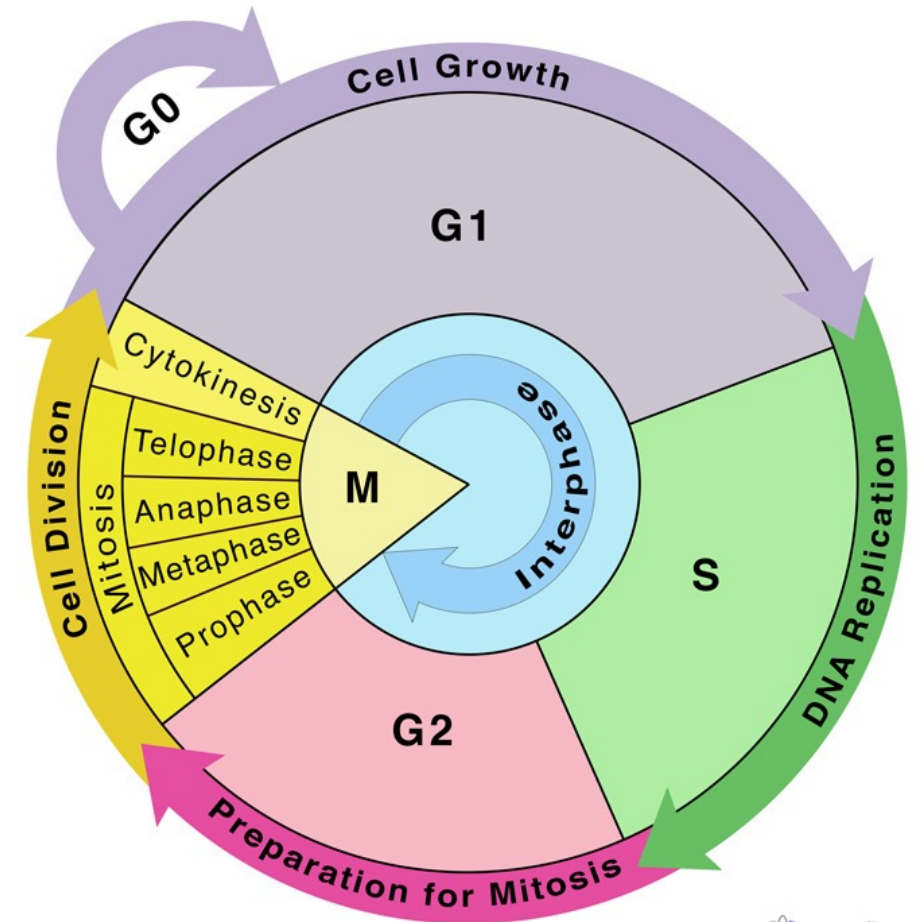 G0
Cell Growth
G1
Interphase
S
DNA Replication
G2
Preparation for Mitosis
M
Cell Division
Mitosis
Prophase
Metaphase
Anaphase
Telophase
Cytokinesis